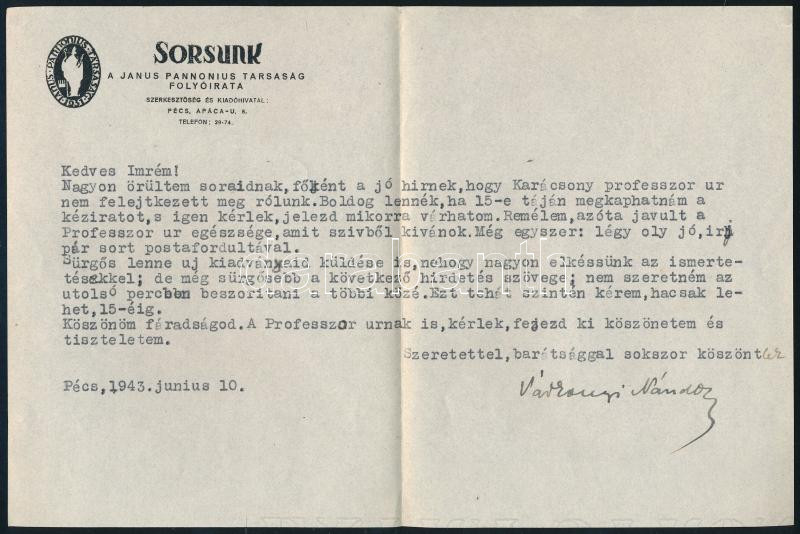 JANUS PANNONIUS TÁRSASÁG
SORSUNK
A JANUS PANNONIUS TARSASÁG
FOLYÓIRATA
SZERKESZTŐSÉG ÉS KIADÓHIVATAL:
PÉCS, APÁCA-U. 8.
TELEFON: 29-74.
Kedves Imrém!
Nagyon örültem soraidnak, főként a jó hirnek, hogy Karácsony professzor ur
nem felejtkezett meg rólunk. Boldog lennék, ha 15-e táján megkaphatnám a
kéziratot, s igen kérlek, jelezd mikorra várhatom. Remélem, azóta javult a
Professzor ur egészsége, amit szivből kivánok. Még egyszer: légy oly jó, irj
pár sort postafordultával.
Sürgős lenne uj kiadványaid küldése is, nehogy nagyon elkéssünk az ismerte-
tésekkel; de még sürgősebb a következő hirdetés szövege; nem szeretném az
utolsó percben beszoritani a többi közé. Ezt tehát szintén kérem, hacsak le-
het, 15-éig.
Köszönöm fáradságod. A Professzor urnak is, kérlek, fejezd ki köszönetem és
tiszteletem.
Szeretettel, barátsággal sokszor köszöntlek
Pécs, 1943. junius 10.
Várkonyi Nándor
darabanth